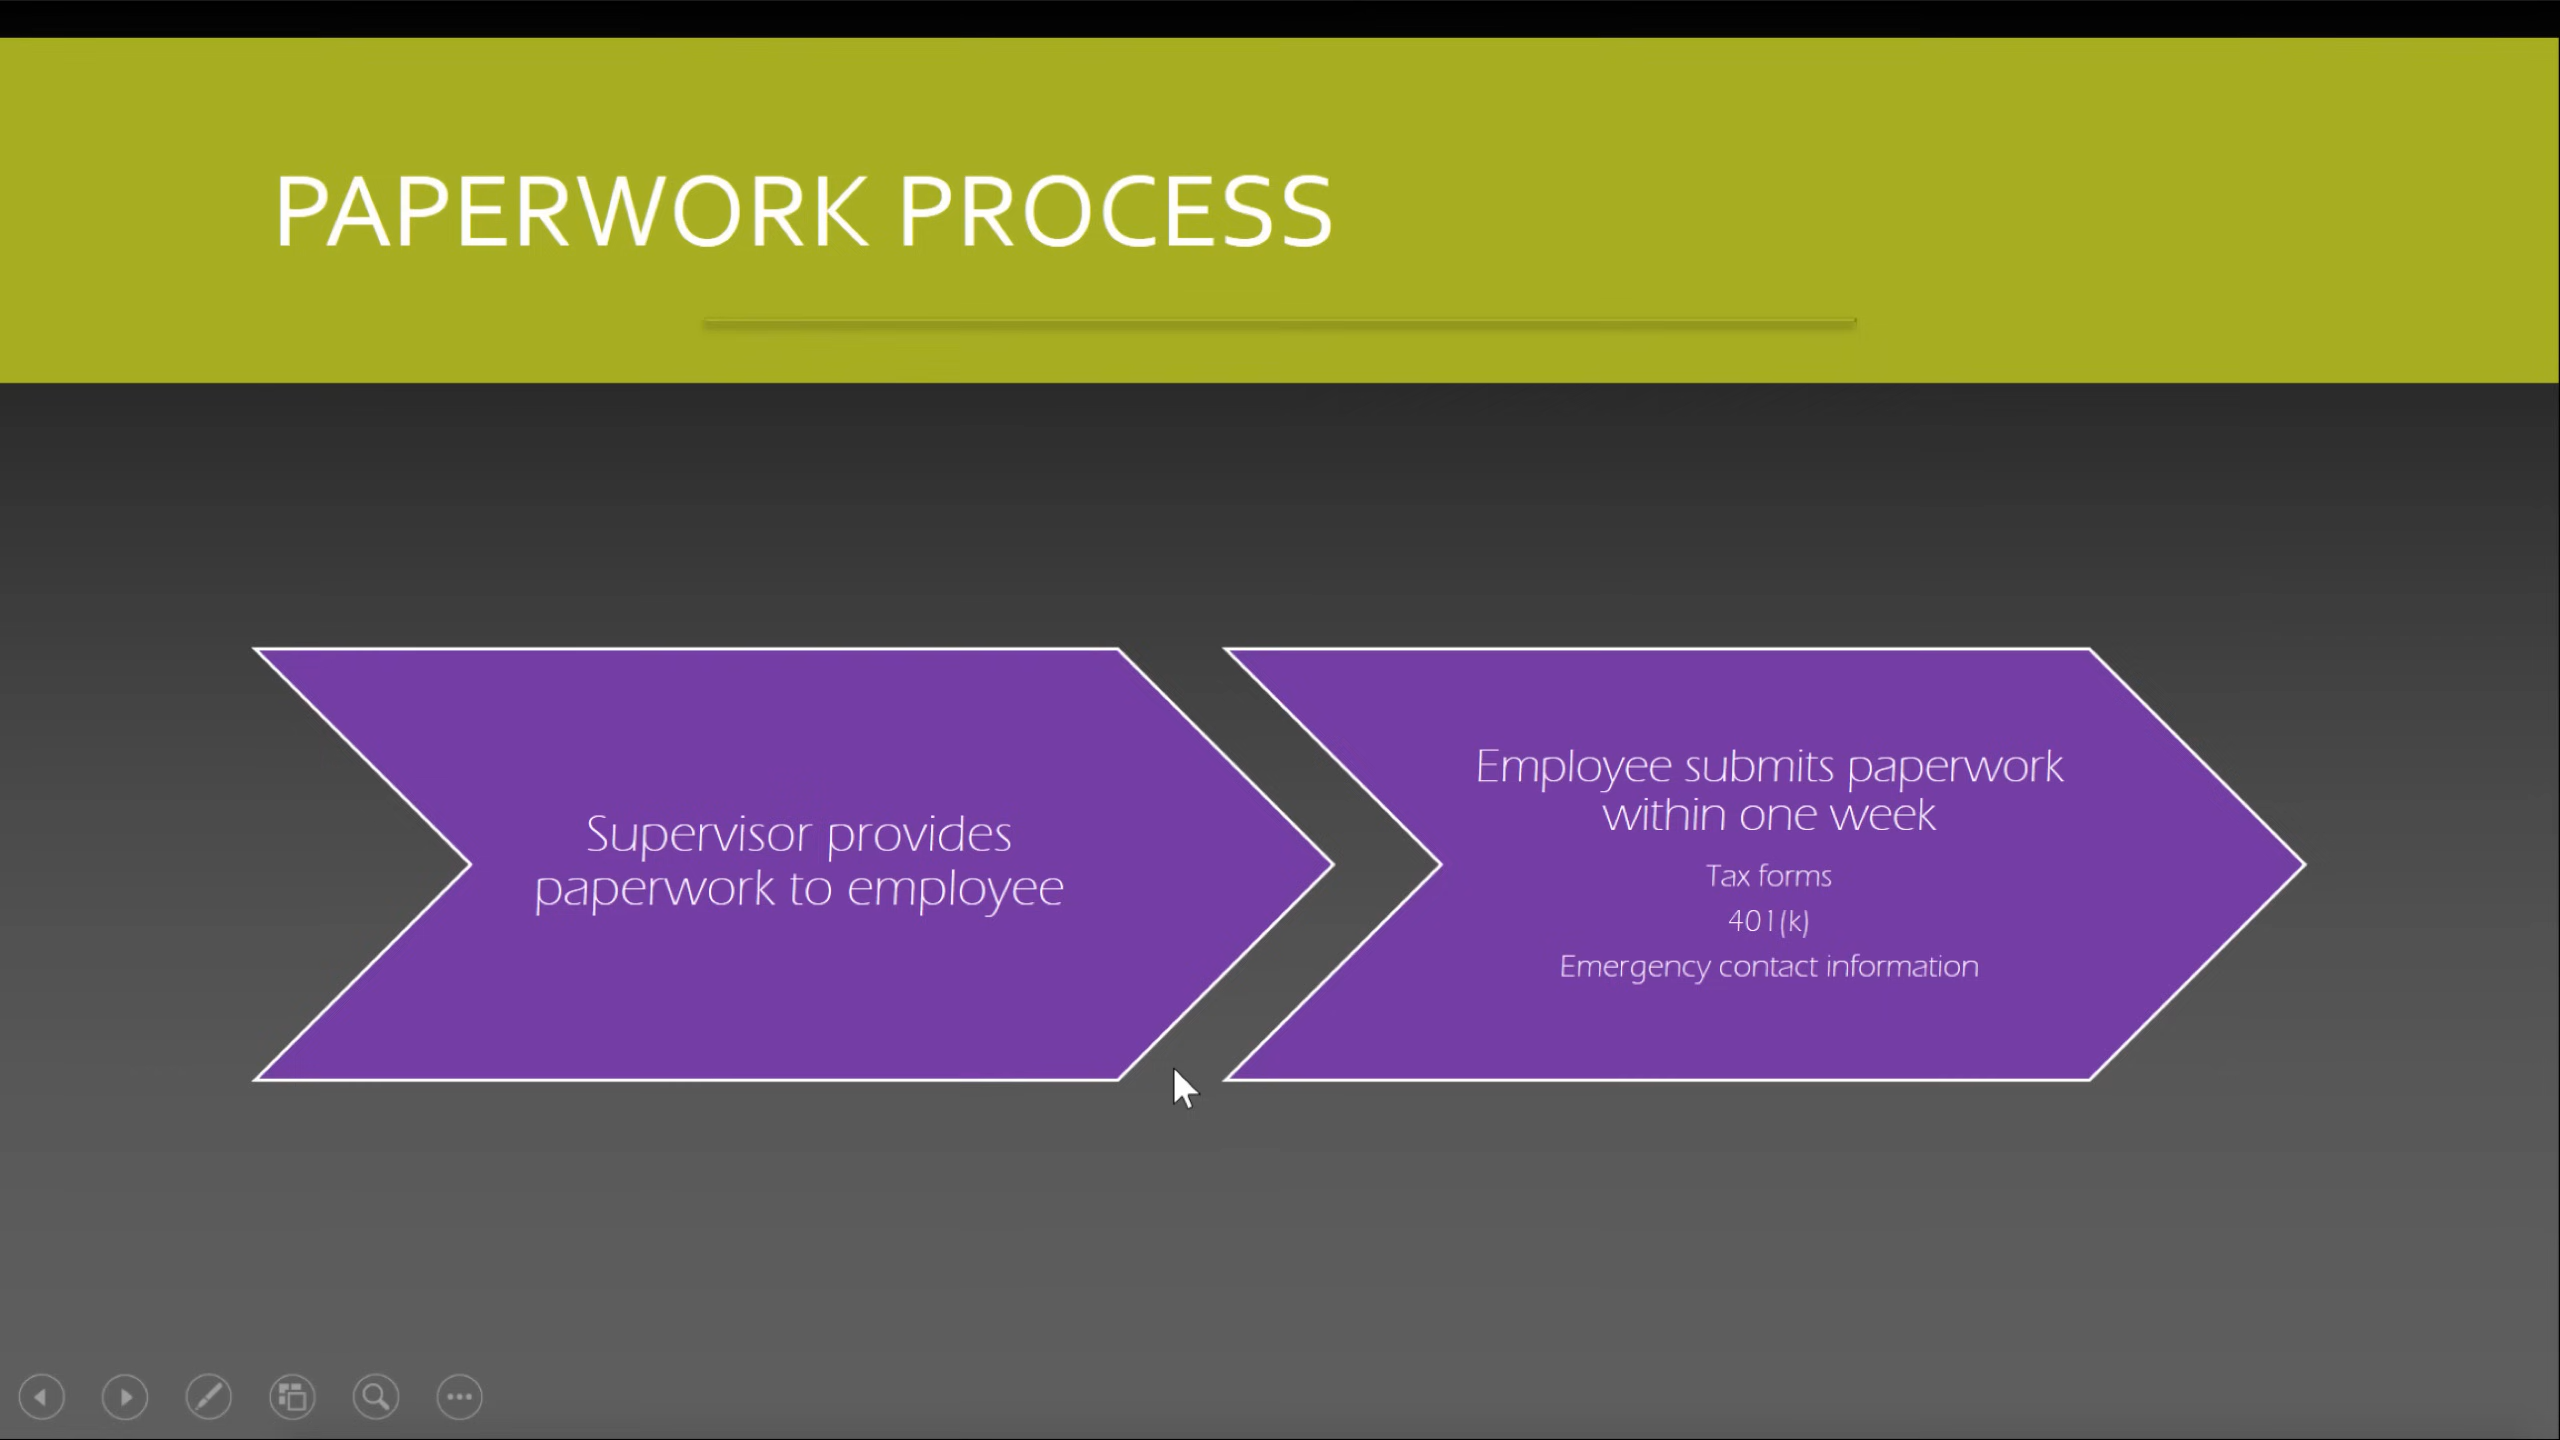 PAPERWORK PROCESS
Supervisor provides
paperwork to employee
Employee submits paperwork
within one week
Tax forms
401(k)
Emergency contact information